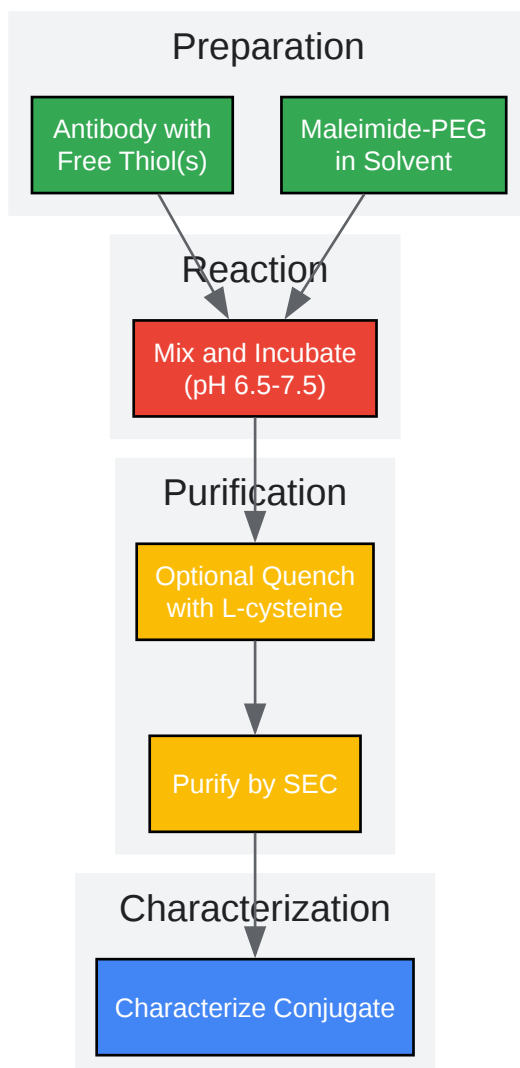 Preparation
Antibody with
Free Thiol(s)
Maleimide-PEG
in Solvent
Reaction
Mix and Incubate
(pH 6.5-7.5)
Purification
Optional Quench
with L-cysteine
Purify by SEC
Characterization
Characterize Conjugate